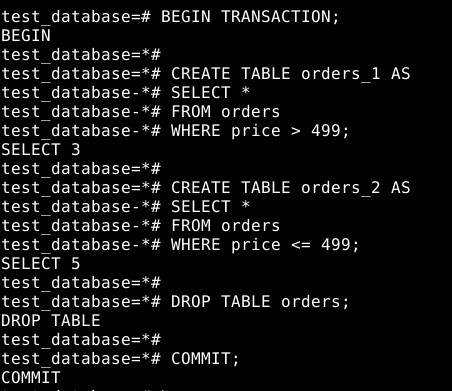 test_database=# BEGIN TRANSACTION;
BEGIN
test_database=*#
test_database=*# CREATE TABLE orders_1 AS
test_database-*# SELECT *
test_database-*# FROM orders
test_database-*# WHERE price > 499;
SELECT 3
test_database=*#
test_database=*# CREATE TABLE orders_2 AS
test_database-*# SELECT *
test_database-*# FROM orders
test_database-*# WHERE price <= 499;
SELECT 5
test_database=*#
test_database=*# DROP TABLE orders;
DROP TABLE
test_database=*#
test_database=*# COMMIT;
COMMIT